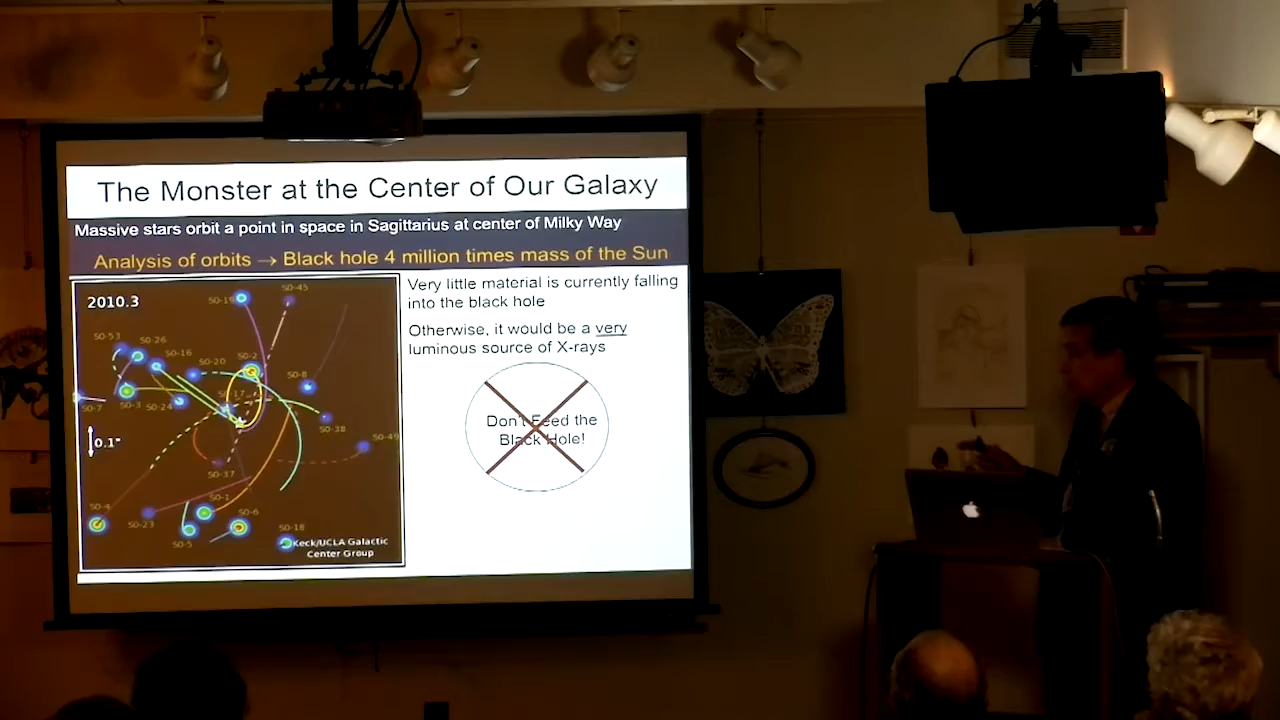 The Monster at the Center of Our Galaxy
Massive stars orbit a point in space in Sagittarius at center of Milky Way
Analysis of orbits → Black hole 4 million times mass of the Sun
2010.3
S0-19
S0-45
S0-53
S0-26
S0-16
S0-20
S0-2
S0-8
S0-7
S0-3
S0-24
S0-17
S0-38
0.1"
S0-49
S0-37
S0-4
S0-23
S0-1
S0-6
S0-5
S0-18
Keck/UCLA Galactic
Center Group
Very little material is currently falling
into the black hole
Otherwise, it would be a very
luminous source of X-rays
Don't Feed the
Black Hole!